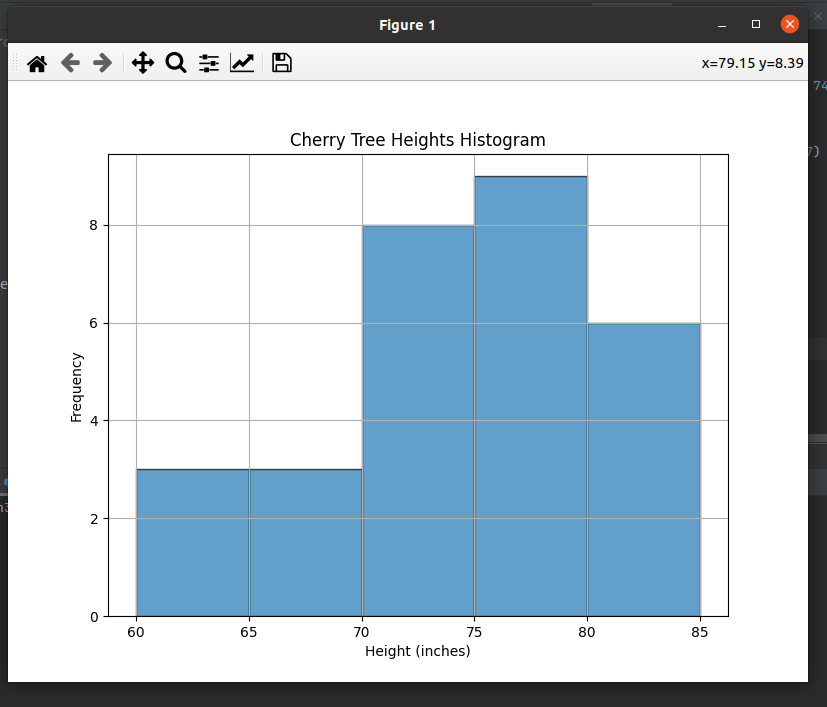 Figure 1
x=79.15 y=8.39
74
Cherry Tree Heights Histogram
Frequency
8
6
4
2
0
60 65 70 75 80 85
Height (inches)